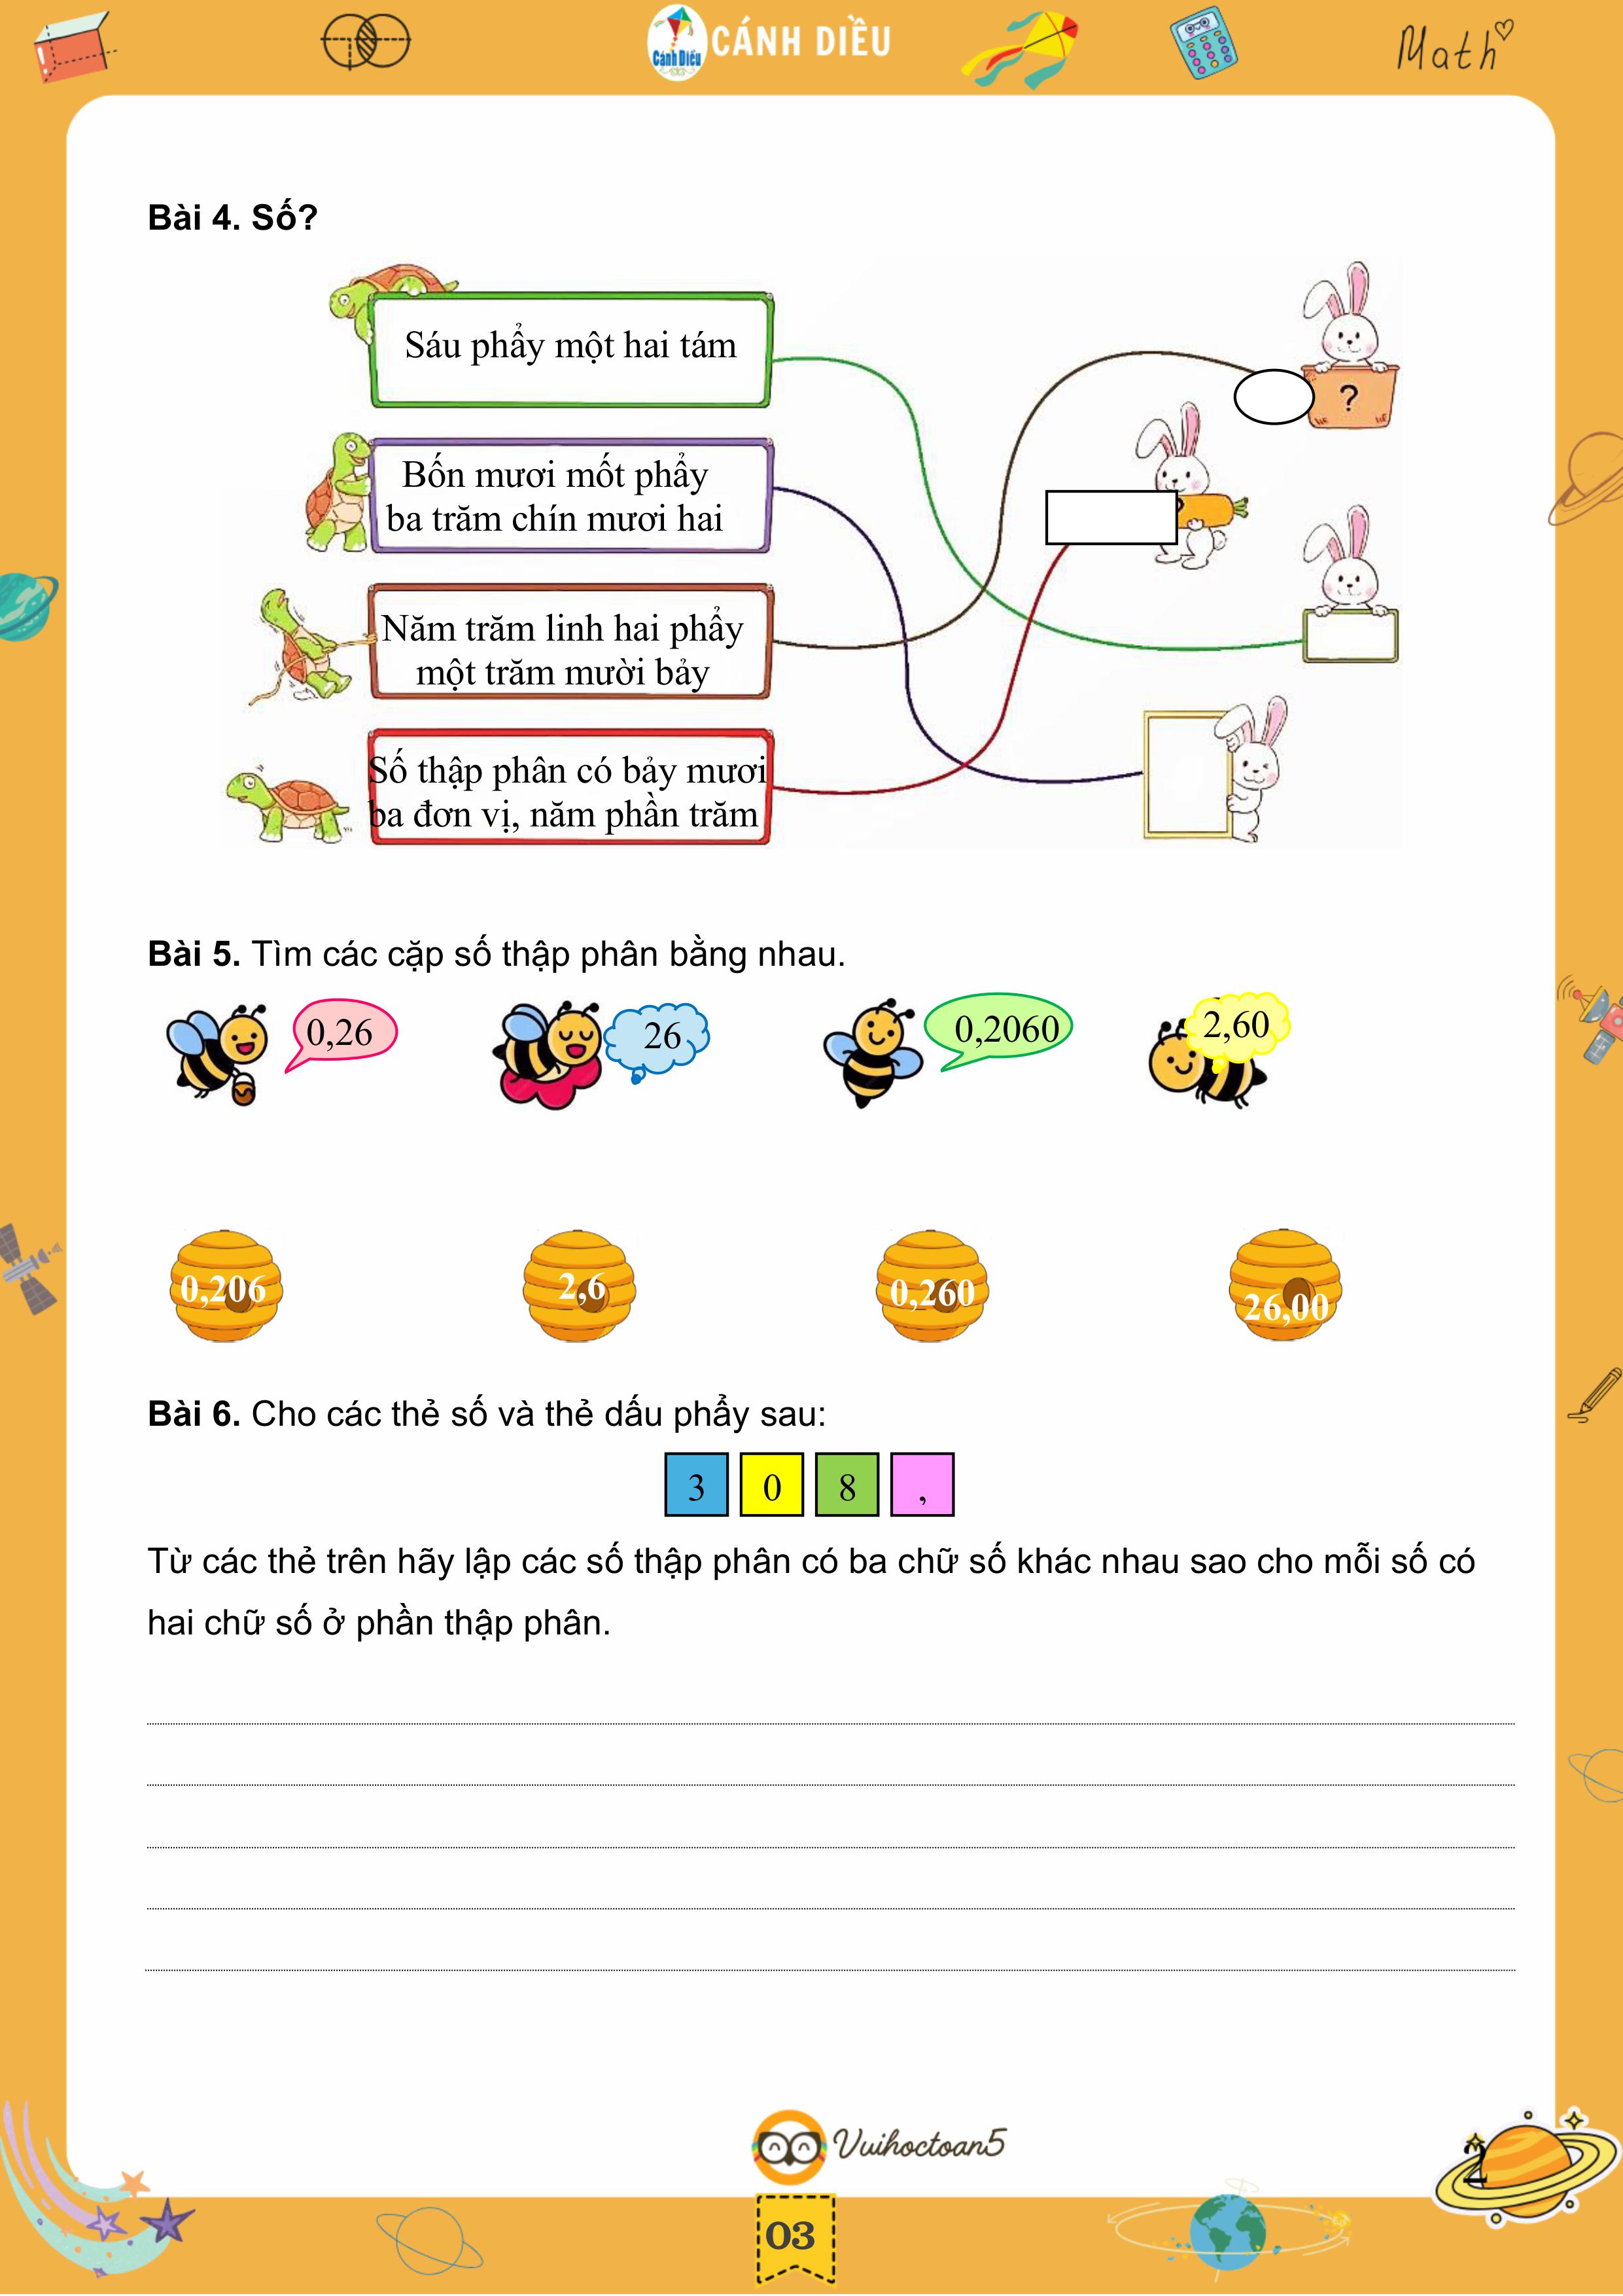 Cánh Diều
CÁNH DIỀU
Math
Bài 4. Số?
Sáu phẩy một hai tám
?
Bốn mươi mốt phẩy
ba trăm chín mươi hai
Năm trăm linh hai phẩy
một trăm mười bảy
Số thập phân có bảy mươi
ba đơn vị, năm phần trăm
Bài 5. Tìm các cặp số thập phân bằng nhau.
0,26
26
0,2060
2,60
0,206
2,6
0,260
26,00
Bài 6. Cho các thẻ số và thẻ dấu phẩy sau:
3 0 8 ,
Từ các thẻ trên hãy lập các số thập phân có ba chữ số khác nhau sao cho mỗi số có
hai chữ số ở phần thập phân.
Vuihoctoan5
2
03